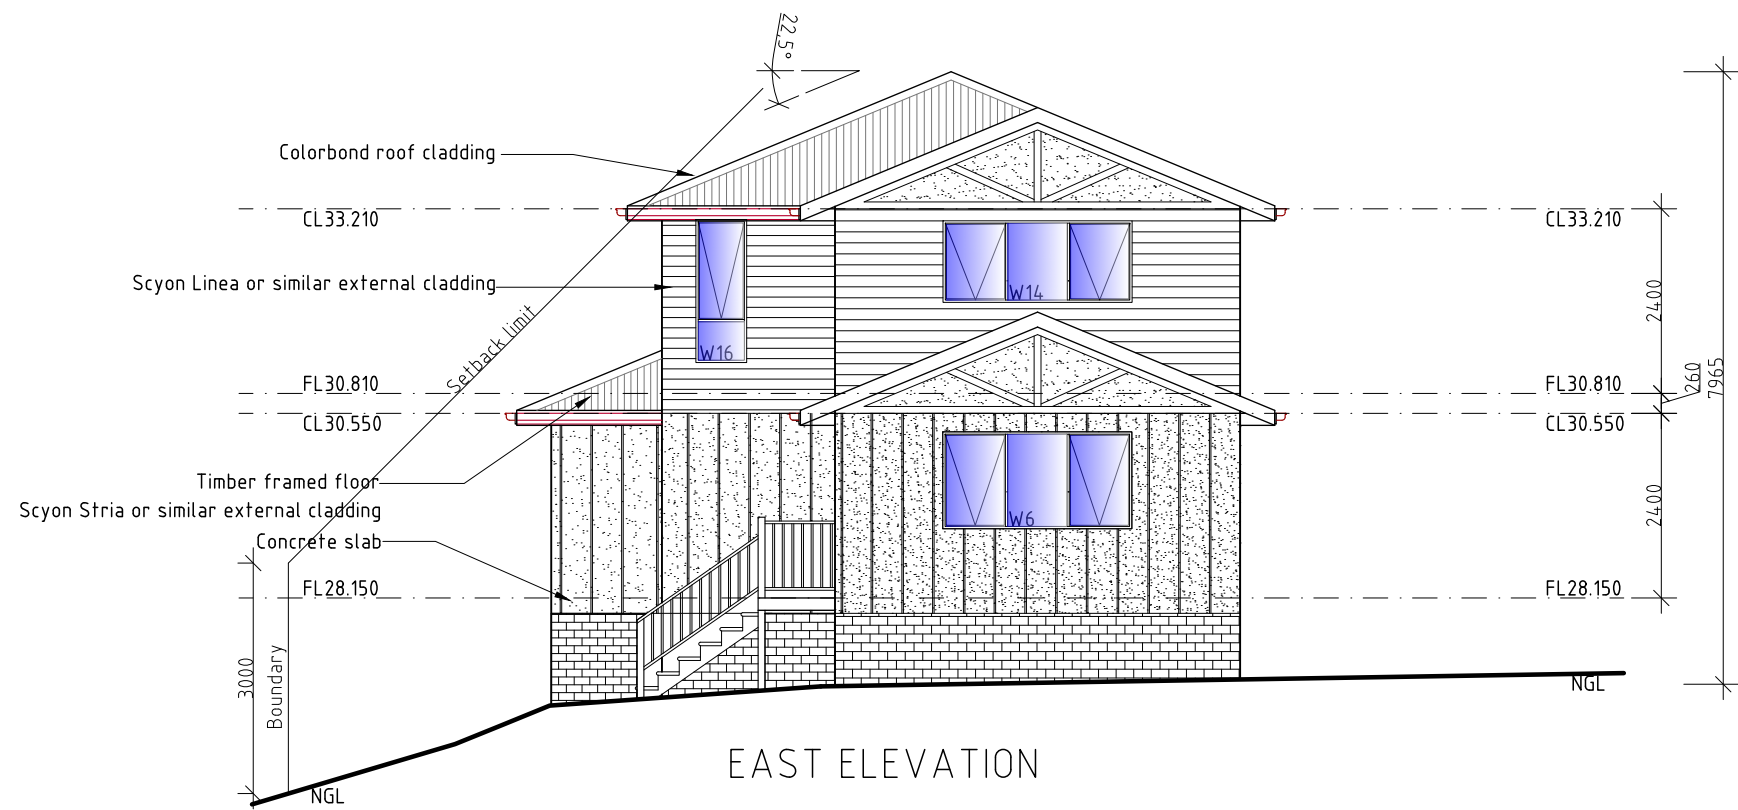 22.5°
Colorbond roof cladding
CL33.210
CL33.210
Scyon Linea or similar external cladding
W14
2400
Setback limit
W16
FL30.810
FL30.810
260
7965
CL30.550
CL30.550
Timber framed floor
Scyon Stria or similar external cladding
W6
2400
Concrete slab
FL28.150
FL28.150
3000
Boundary
NGL
EAST ELEVATION
NGL